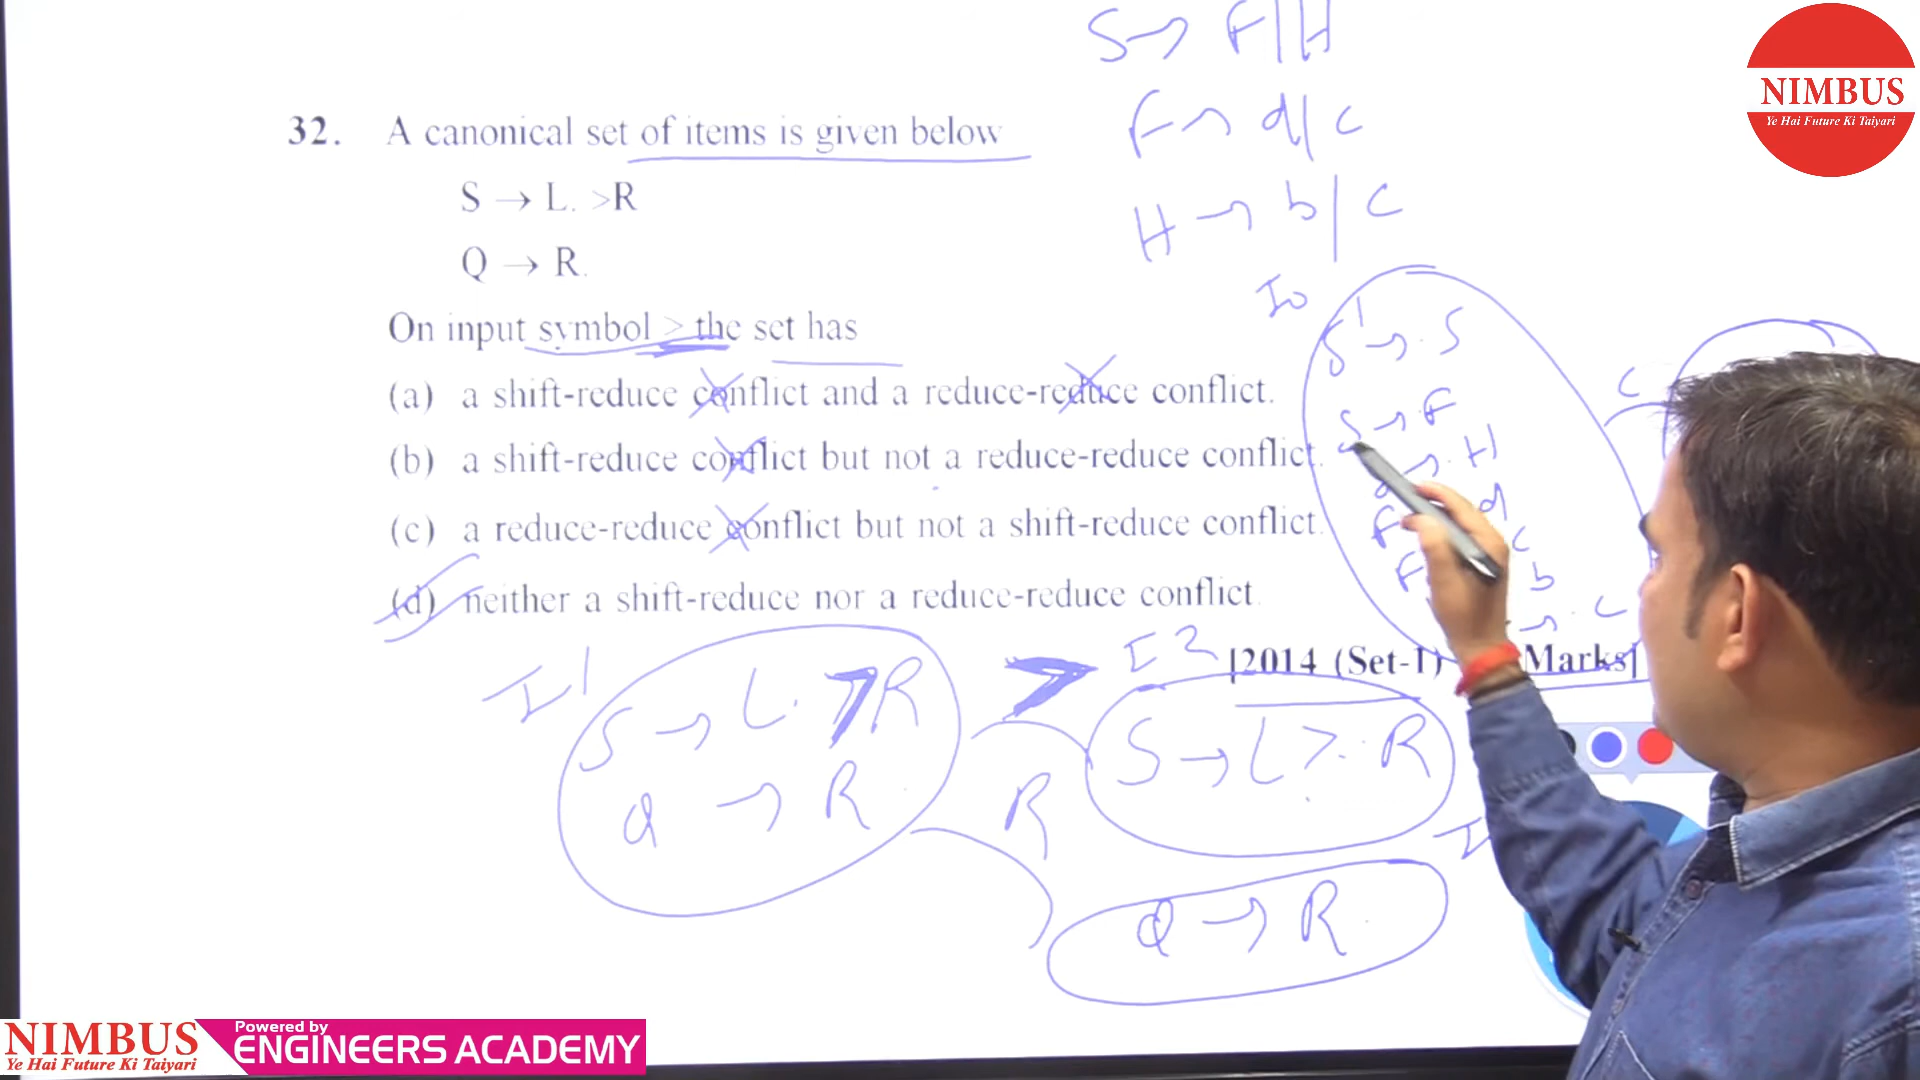 S → F|H
F → d|c
H → b|c
NIMBUS
Ye Hai Future Ki Taiyari
32. A canonical set of items is given below
S → L. >R
Q → R.
On input symbol > the set has
(a) a shift-reduce conflict and a reduce-reduce conflict.
(b) a shift-reduce conflict but not a reduce-reduce conflict.
(c) a reduce-reduce conflict but not a shift-reduce conflict.
(d) neither a shift-reduce nor a reduce-reduce conflict.
[2014 (Set-1) Marks]
I0
S' → .S
S → .F
→ .H
F d
F c
b
→ .c
C
I1
S → L. >R
Q → R.
>
R
I2
S → L >. R
Q → R.
NIMBUS
Ye Hai Future Ki Taiyari
Powered by
ENGINEERS ACADEMY